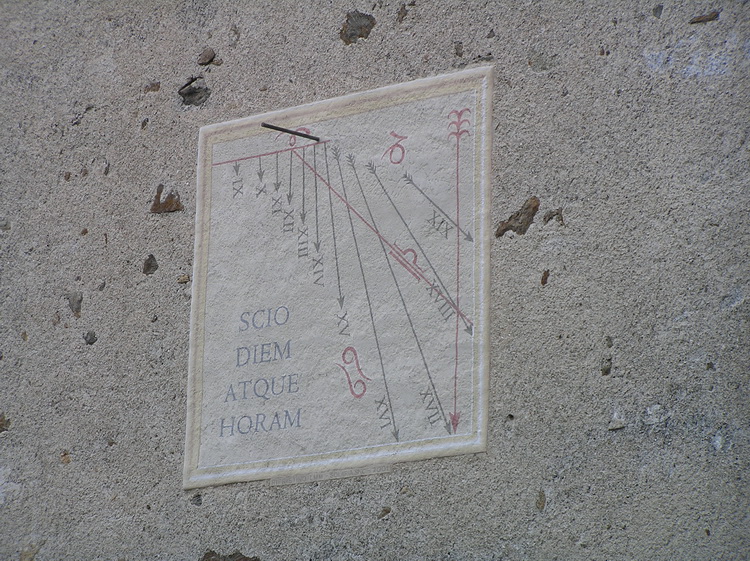 XI
X
IX
XII
XIII
XIV
XV
XVI
XVII
XVIII
XIX
SCIO
DIEM
ATQUE
HORAM